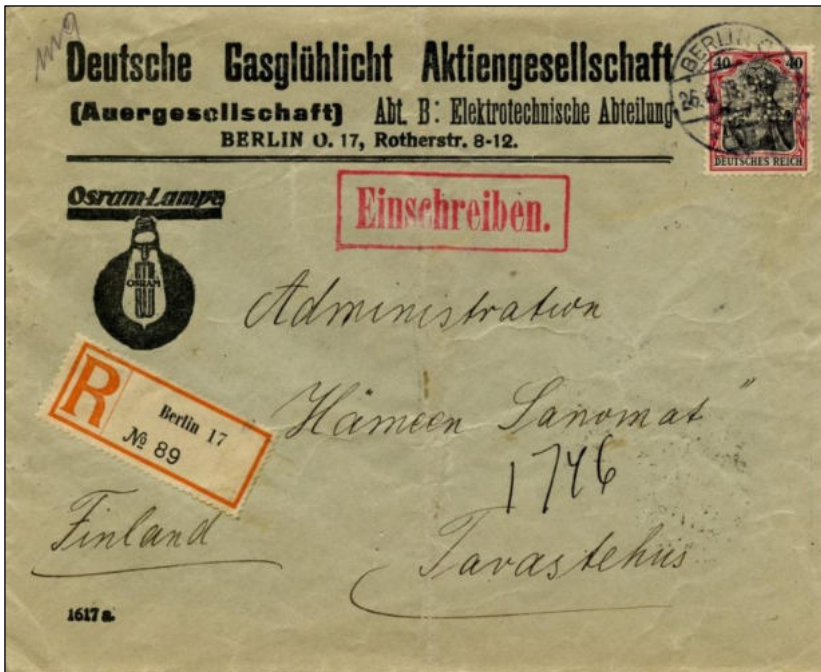 Deutsche Gasglühlicht Aktiengesellschaft
(Auergesellschaft) Abt. B: Elektrotechnische Abteilung
BERLIN O. 17, Rotherstr. 8-12.
BERLIN
26.
40 40
DEUTSCHES REICH
Osram-Lampe
OSRAM
Einschreiben.
Administration
R Berlin 17
№ 89
"Hämeen Sanomat"
1746
Finland
Tavastehus
1617 a.